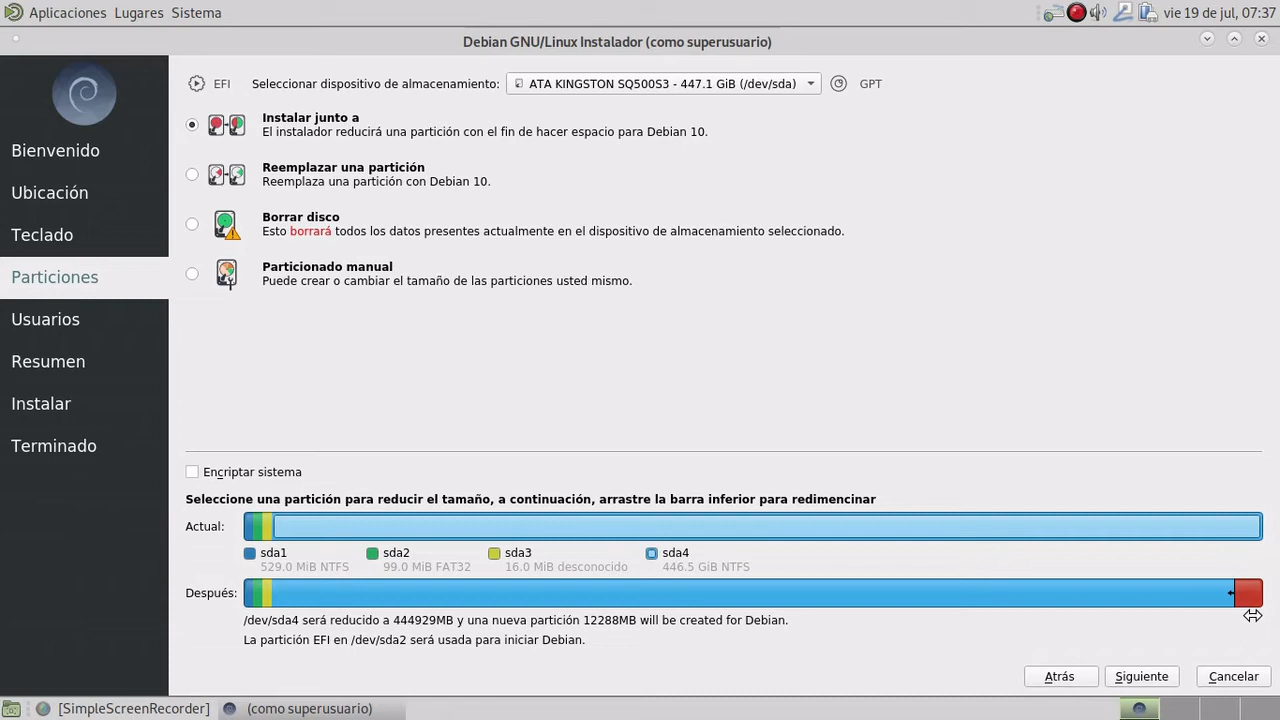 Aplicaciones Lugares Sistema
vie 19 de jul, 07:37
Debian GNU/Linux Instalador (como superusuario)
EFI Seleccionar dispositivo de almacenamiento: ATA KINGSTON SQ500S3 - 447.1 GiB (/dev/sda) GPT
Instalar junto a
El instalador reducirá una partición con el fin de hacer espacio para Debian 10.
Reemplazar una partición
Reemplaza una partición con Debian 10.
Borrar disco
Esto borrará todos los datos presentes actualmente en el dispositivo de almacenamiento seleccionado.
Particionado manual
Puede crear o cambiar el tamaño de las particiones usted mismo.
Bienvenido
Ubicación
Teclado
Particiones
Usuarios
Resumen
Instalar
Terminado
Encriptar sistema
Seleccione una partición para reducir el tamaño, a continuación, arrastre la barra inferior para redimencinar
Actual:
sda1 sda2 sda3 sda4
529.0 MiB NTFS 99.0 MiB FAT32 16.0 MiB desconocido 446.5 GiB NTFS
Después:
/dev/sda4 será reducido a 444929MB y una nueva partición 12288MB will be created for Debian.
La partición EFI en /dev/sda2 será usada para iniciar Debian.
Atrás Siguiente Cancelar
[SimpleScreenRecorder] (como superusuario)